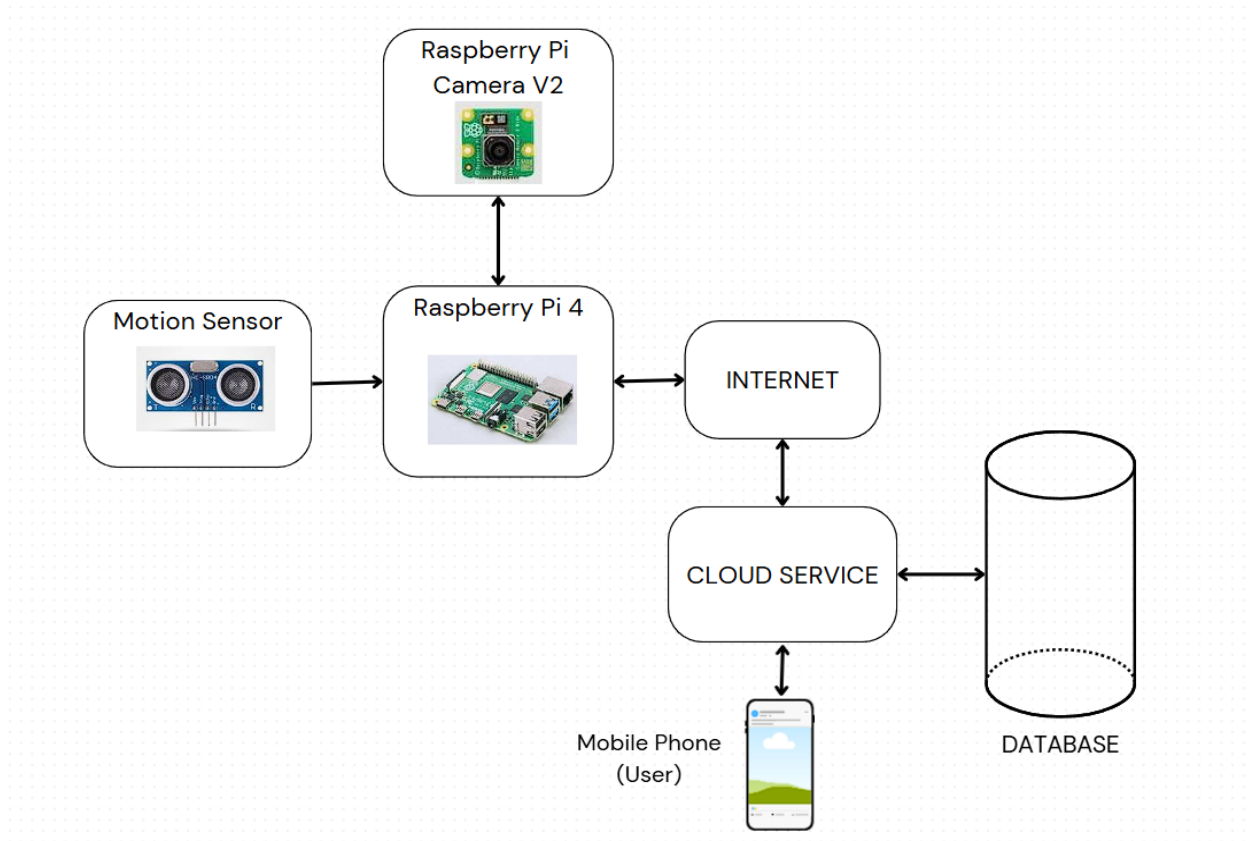 Raspberry Pi
Camera V2
Motion Sensor
Raspberry Pi 4
INTERNET
CLOUD SERVICE
Mobile Phone
(User)
DATABASE